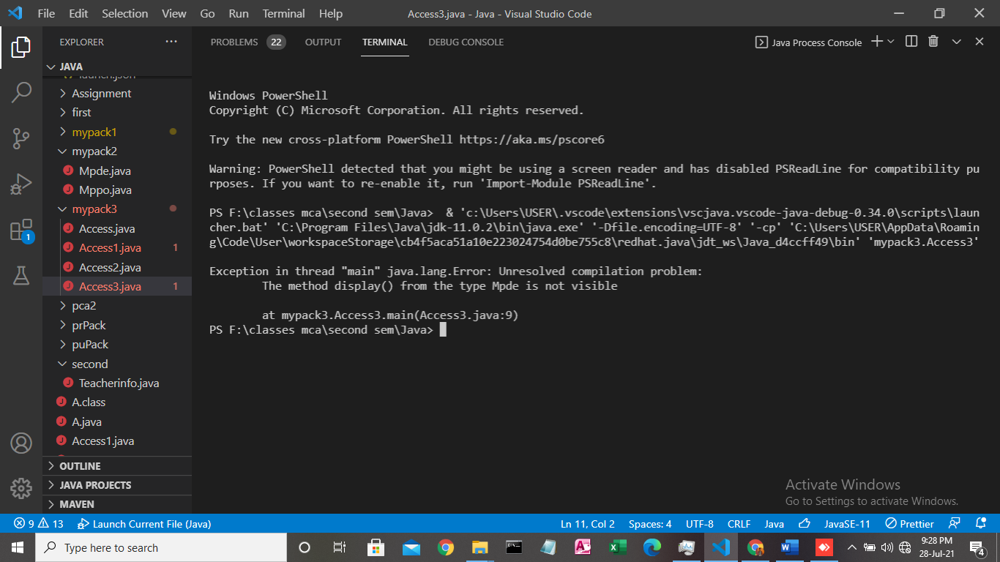 File Edit Selection View Go Run Terminal Help Access3.java - Java - Visual Studio Code
EXPLORER ...
JAVA
launch.json
Assignment
first
mypack1
mypack2
Mpde.java
Mppo.java
mypack3
Access.java
Access1.java 1
Access2.java
Access3.java 1
pca2
prPack
puPack
second
Teacherinfo.java
A.class
A.java
Access1.java
OUTLINE
JAVA PROJECTS
MAVEN
1
PROBLEMS 22 OUTPUT TERMINAL DEBUG CONSOLE Java Process Console
Windows PowerShell
Copyright (C) Microsoft Corporation. All rights reserved.
Try the new cross-platform PowerShell https://aka.ms/pscore6
Warning: PowerShell detected that you might be using a screen reader and has disabled PSReadLine for compatibility pu
rposes. If you want to re-enable it, run 'Import-Module PSReadLine'.
PS F:\classes mca\second sem\Java>  & 'c:\Users\USER\.vscode\extensions\vscjava.vscode-java-debug-0.34.0\scripts\laun
cher.bat' 'C:\Program Files\Java\jdk-11.0.2\bin\java.exe' '-Dfile.encoding=UTF-8' '-cp' 'C:\Users\USER\AppData\Roamin
g\Code\User\workspaceStorage\cb4f5aca51a10e223024754d0be755c8\redhat.java\jdt_ws\Java_d4ccff49\bin' 'mypack3.Access3'
Exception in thread "main" java.lang.Error: Unresolved compilation problem:
The method display() from the type Mpde is not visible
at mypack3.Access3.main(Access3.java:9)
PS F:\classes mca\second sem\Java>
Activate Windows
Go to Settings to activate Windows.
9 13 Launch Current File (Java) Ln 11, Col 2 Spaces: 4 UTF-8 CRLF Java JavaSE-11 Prettier
Type here to search
9:28 PM
28-Jul-21
4